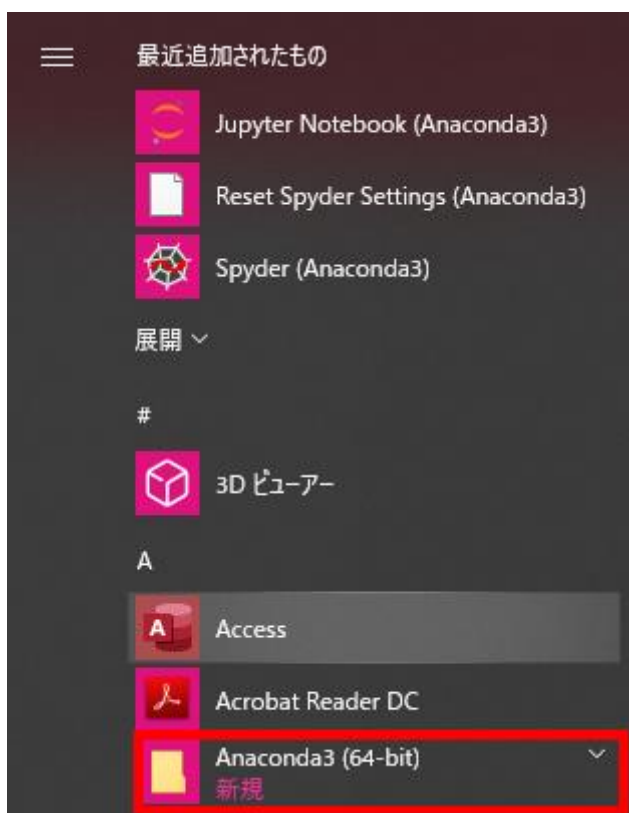 最近追加されたもの
Jupyter Notebook (Anaconda3)
Reset Spyder Settings (Anaconda3)
Spyder (Anaconda3)
展開
#
3D ビューアー
A
Access
Acrobat Reader DC
Anaconda3 (64-bit)
新規